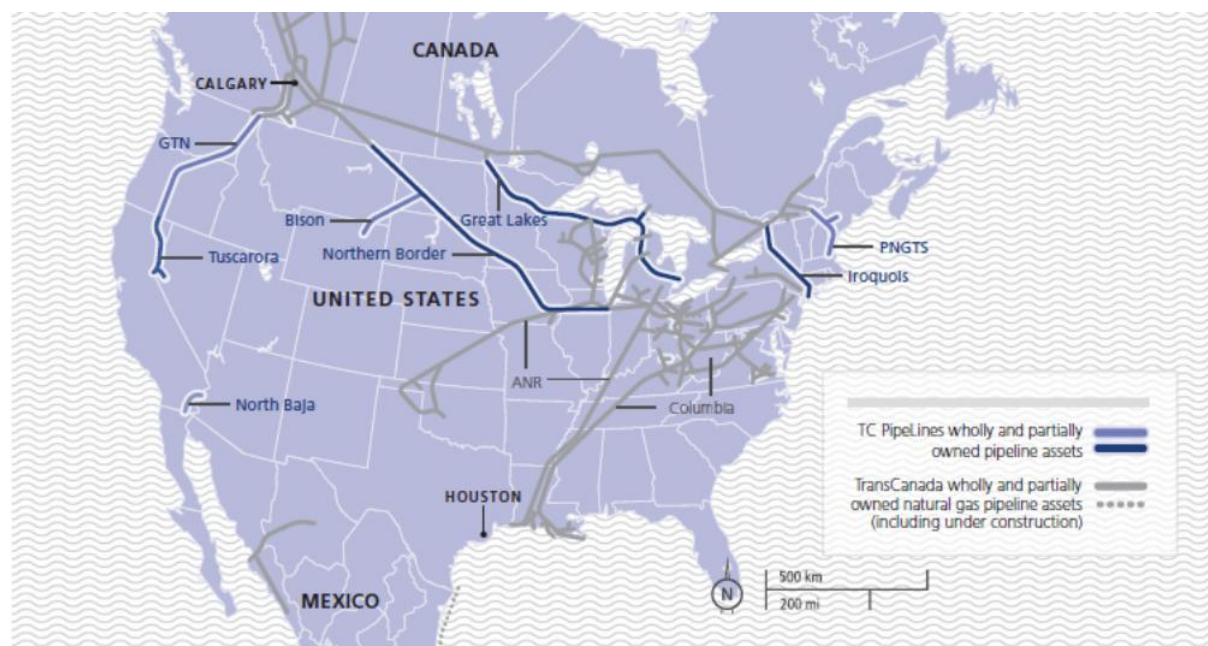 CANADA
CALGARY
GTN
Bison
Great Lakes
Tuscarora
Northern Border
PNGTS
Iroquois
UNITED STATES
ANR
North Baja
Columbia
TC PipeLines wholly and partially
owned pipeline assets
TransCanada wholly and partially
owned natural gas pipeline assets
(including under construction)
HOUSTON
500 km
N
200 mi
MEXICO